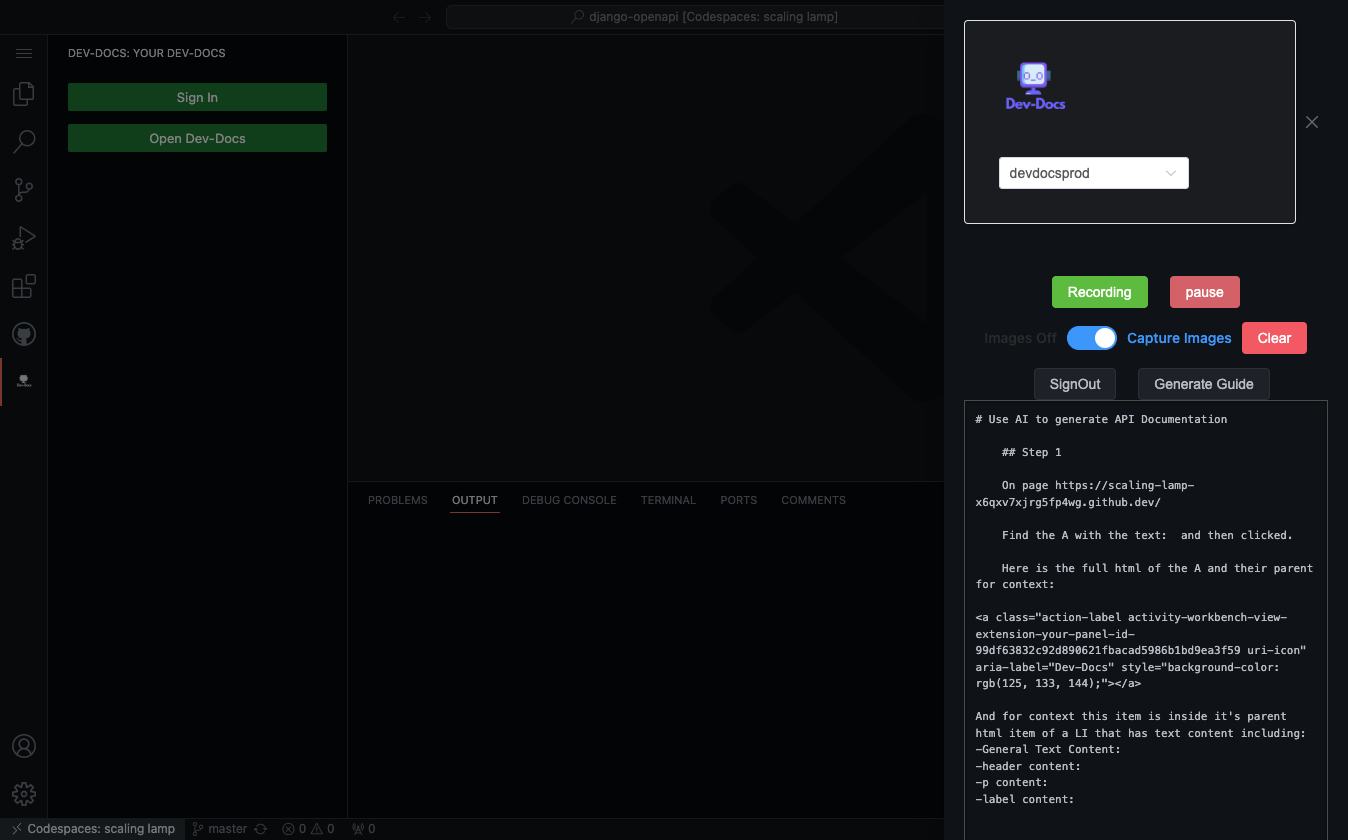 django-openapi [Codespaces: scaling lamp]
DEV-DOCS: YOUR DEV-DOCS
Sign In
Open Dev-Docs
PROBLEMS
OUTPUT
DEBUG CONSOLE
TERMINAL
PORTS
COMMENTS
Codespaces: scaling lamp
master
0
0
0
Dev-Docs
devdocsprod
Recording
pause
Images Off
Capture Images
Clear
SignOut
Generate Guide
# Use AI to generate API Documentation
## Step 1
On page https://scaling-lamp-
x6qxv7xjrg5fp4wg.github.dev/
Find the A with the text:  and then clicked.
Here is the full html of the A and their parent
for context:
<a class="action-label activity-workbench-view-
extension-your-panel-id-
99df63832c92d890621fbacad5986b1bd9ea3f59 uri-icon"
aria-label="Dev-Docs" style="background-color:
rgb(125, 133, 144);"></a>
And for context this item is inside it's parent
html item of a LI that has text content including:
-General Text Content:
-header content:
-p content:
-label content: